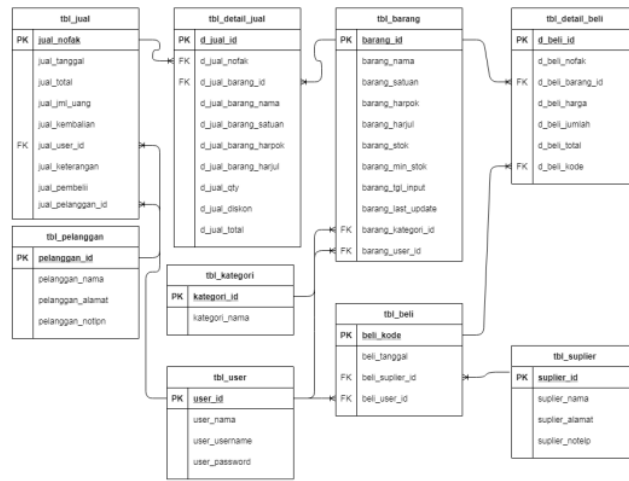 tbl_jual
PK jual_nofak
jual_tanggal
jual_total
jual_jml_uang
jual_kembalian
FK jual_user_id
jual_keterangan
jual_pembelii
jual_pelanggan_id
tbl_detail_jual
PK d_jual_id
FK d_jual_nofak
FK d_jual_barang_id
d_jual_barang_nama
d_jual_barang_satuan
d_jual_barang_harpok
d_jual_barang_harjul
d_jual_qty
d_jual_diskon
d_jual_total
tbl_barang
PK barang_id
barang_nama
barang_satuan
barang_harpok
barang_harjul
barang_stok
barang_min_stok
barang_tgl_input
barang_last_update
FK barang_kategori_id
FK barang_user_id
tbl_detail_beli
PK d_beli_id
d_beli_nofak
FK d_beli_barang_id
d_beli_harga
d_beli_jumlah
d_beli_total
FK d_beli_kode
tbl_pelanggan
PK pelanggan_id
pelanggan_nama
pelanggan_alamat
pelanggan_notlpn
tbl_kategori
PK kategori_id
kategori_nama
tbl_beli
PK beli_kode
beli_tanggal
FK beli_suplier_id
FK beli_user_id
tbl_suplier
PK suplier_id
suplier_nama
suplier_alamat
suplier_notelp
tbl_user
PK user_id
user_nama
user_username
user_password